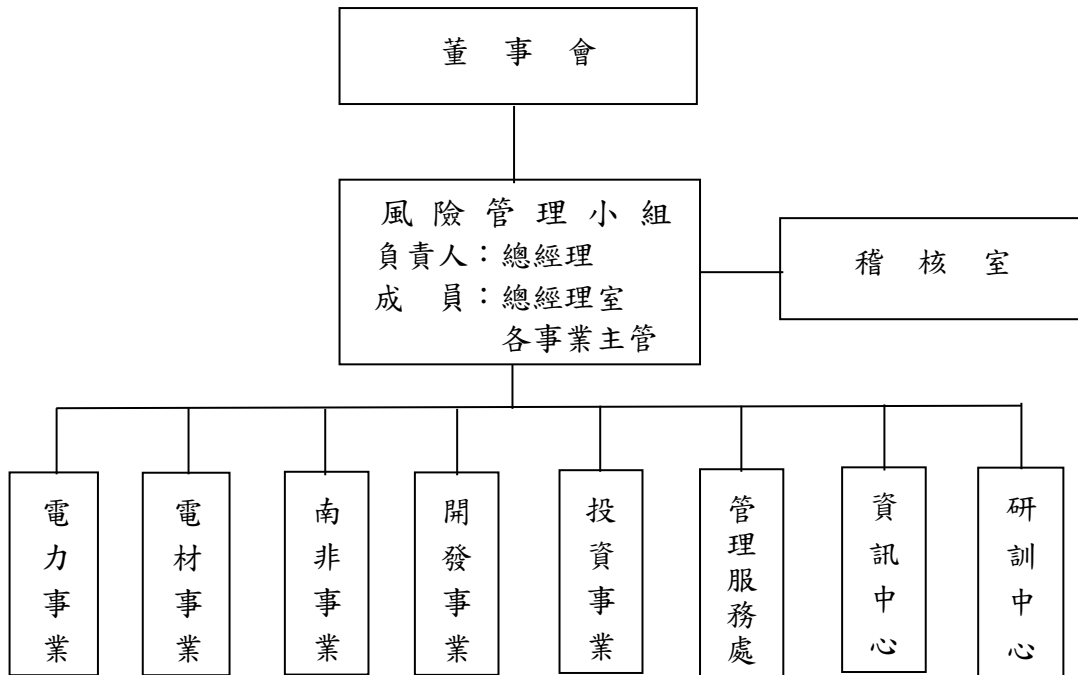 董事會
風險管理小組
負責人：總經理
成　員：總經理室
各事業主管
稽核室
電力事業
電材事業
南非事業
開發事業
投資事業
管理服務處
資訊中心
研訓中心